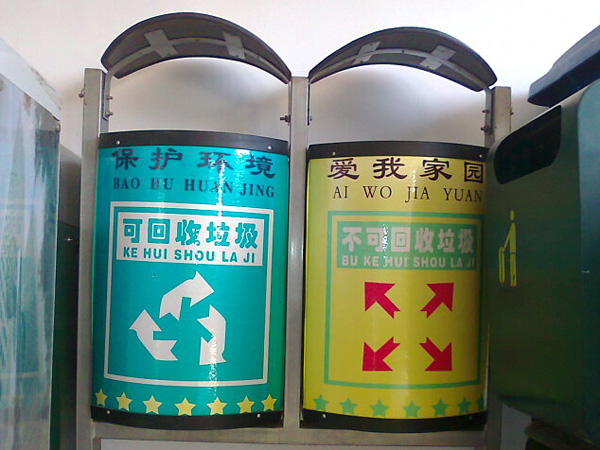 保护环境
BAO HU HUAN JING
可回收垃圾
KE HUI SHOU LA JI
爱我家园
AI WO JIA YUAN
不可回收垃圾
BU KE HUI SHOU LA JI